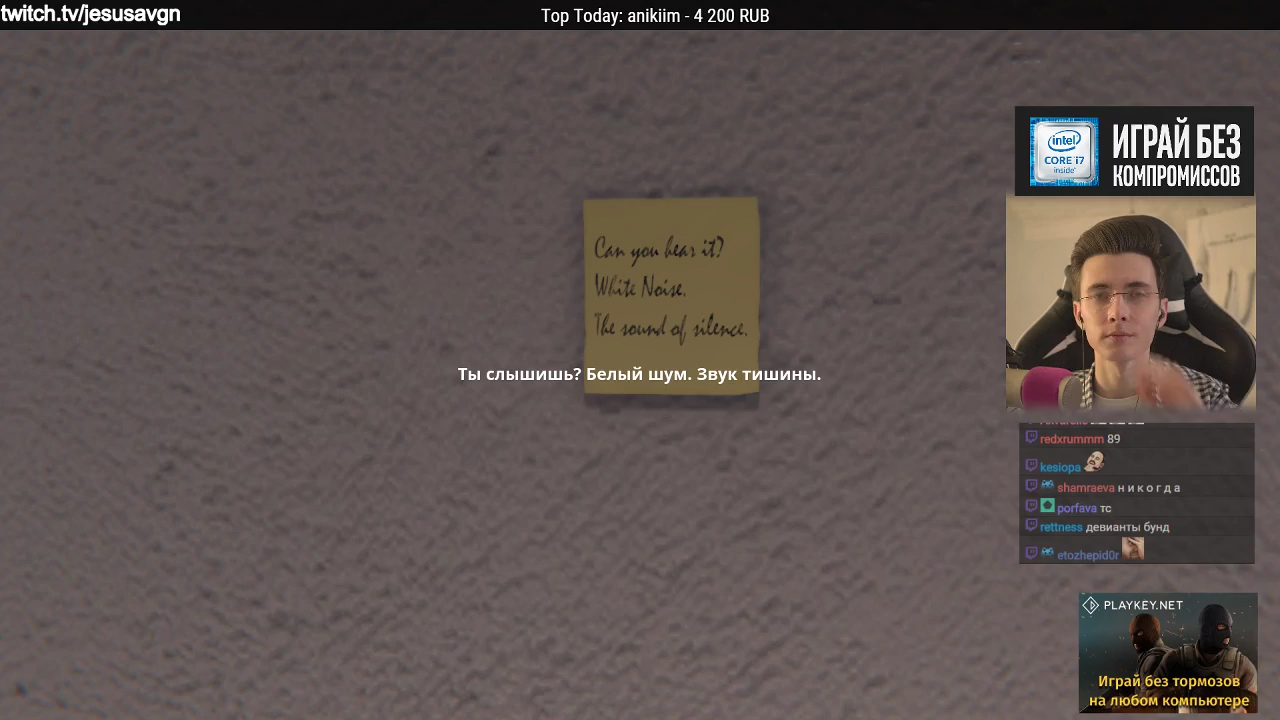 twitch.tv/jesusavgn
Top Today: anikiim - 4 200 RUB
intel
CORE i7
inside
ИГРАЙ БЕЗ
КОМПРОМИССОВ
Can you hear it?
White Noise.
The sound of silence.
Ты слышишь? Белый шум. Звук тишины.
redxrummm 89
kesiopa
shamraeva н и к о г д а
porfava тс
rettness девианты бунд
etozhepid0r
PLAYKEY.NET
Играй без тормозов
на любом компьютере